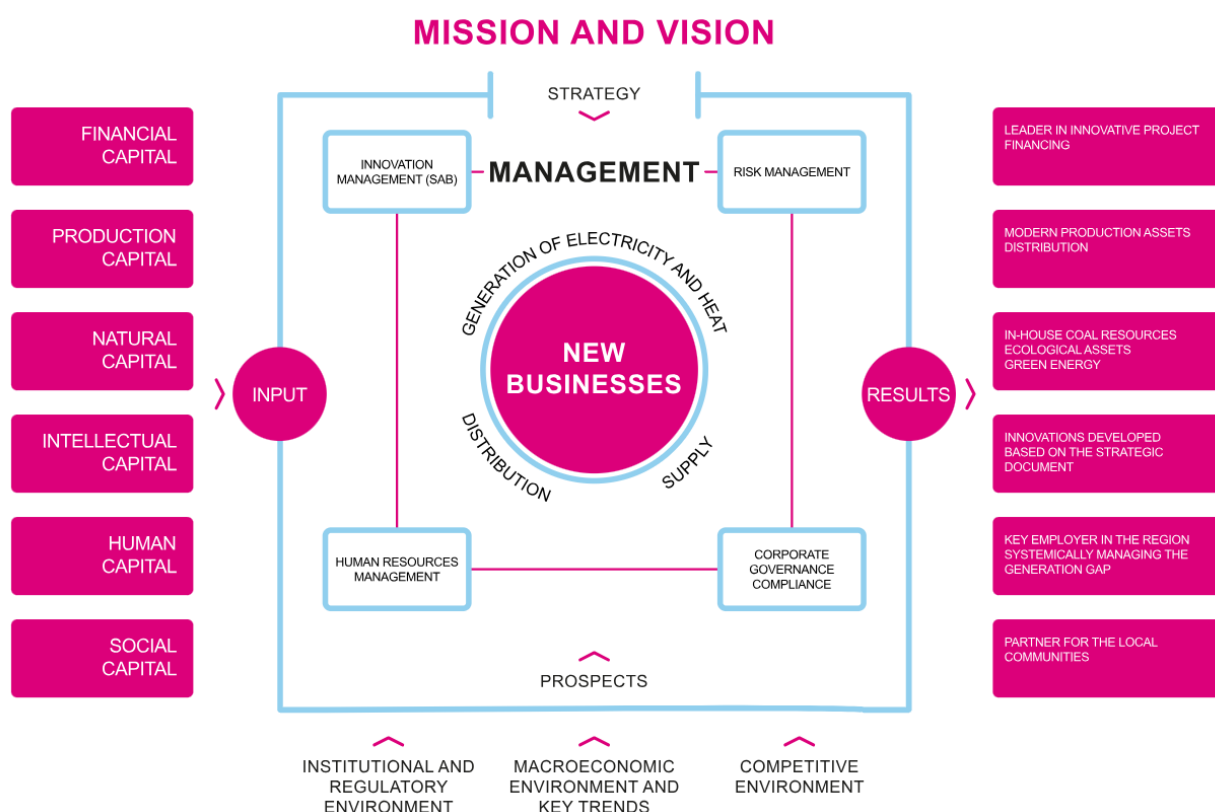 MISSION AND VISION
STRATEGY
FINANCIAL
CAPITAL
PRODUCTION
CAPITAL
NATURAL
CAPITAL
INTELLECTUAL
CAPITAL
HUMAN
CAPITAL
SOCIAL
CAPITAL
INPUT
INNOVATION
MANAGEMENT (SAB)
MANAGEMENT
RISK MANAGEMENT
GENERATION OF ELECTRICITY AND HEAT
NEW
BUSINESSES
DISTRIBUTION
SUPPLY
HUMAN RESOURCES
MANAGEMENT
CORPORATE
GOVERNANCE
COMPLIANCE
PROSPECTS
RESULTS
LEADER IN INNOVATIVE PROJECT
FINANCING
MODERN PRODUCTION ASSETS
DISTRIBUTION
IN-HOUSE COAL RESOURCES
ECOLOGICAL ASSETS
GREEN ENERGY
INNOVATIONS DEVELOPED
BASED ON THE STRATEGIC
DOCUMENT
KEY EMPLOYER IN THE REGION
SYSTEMICALLY MANAGING THE
GENERATION GAP
PARTNER FOR THE LOCAL
COMMUNITIES
INSTITUTIONAL AND
REGULATORY
ENVIRONMENT
MACROECONOMIC
ENVIRONMENT AND
KEY TRENDS
COMPETITIVE
ENVIRONMENT